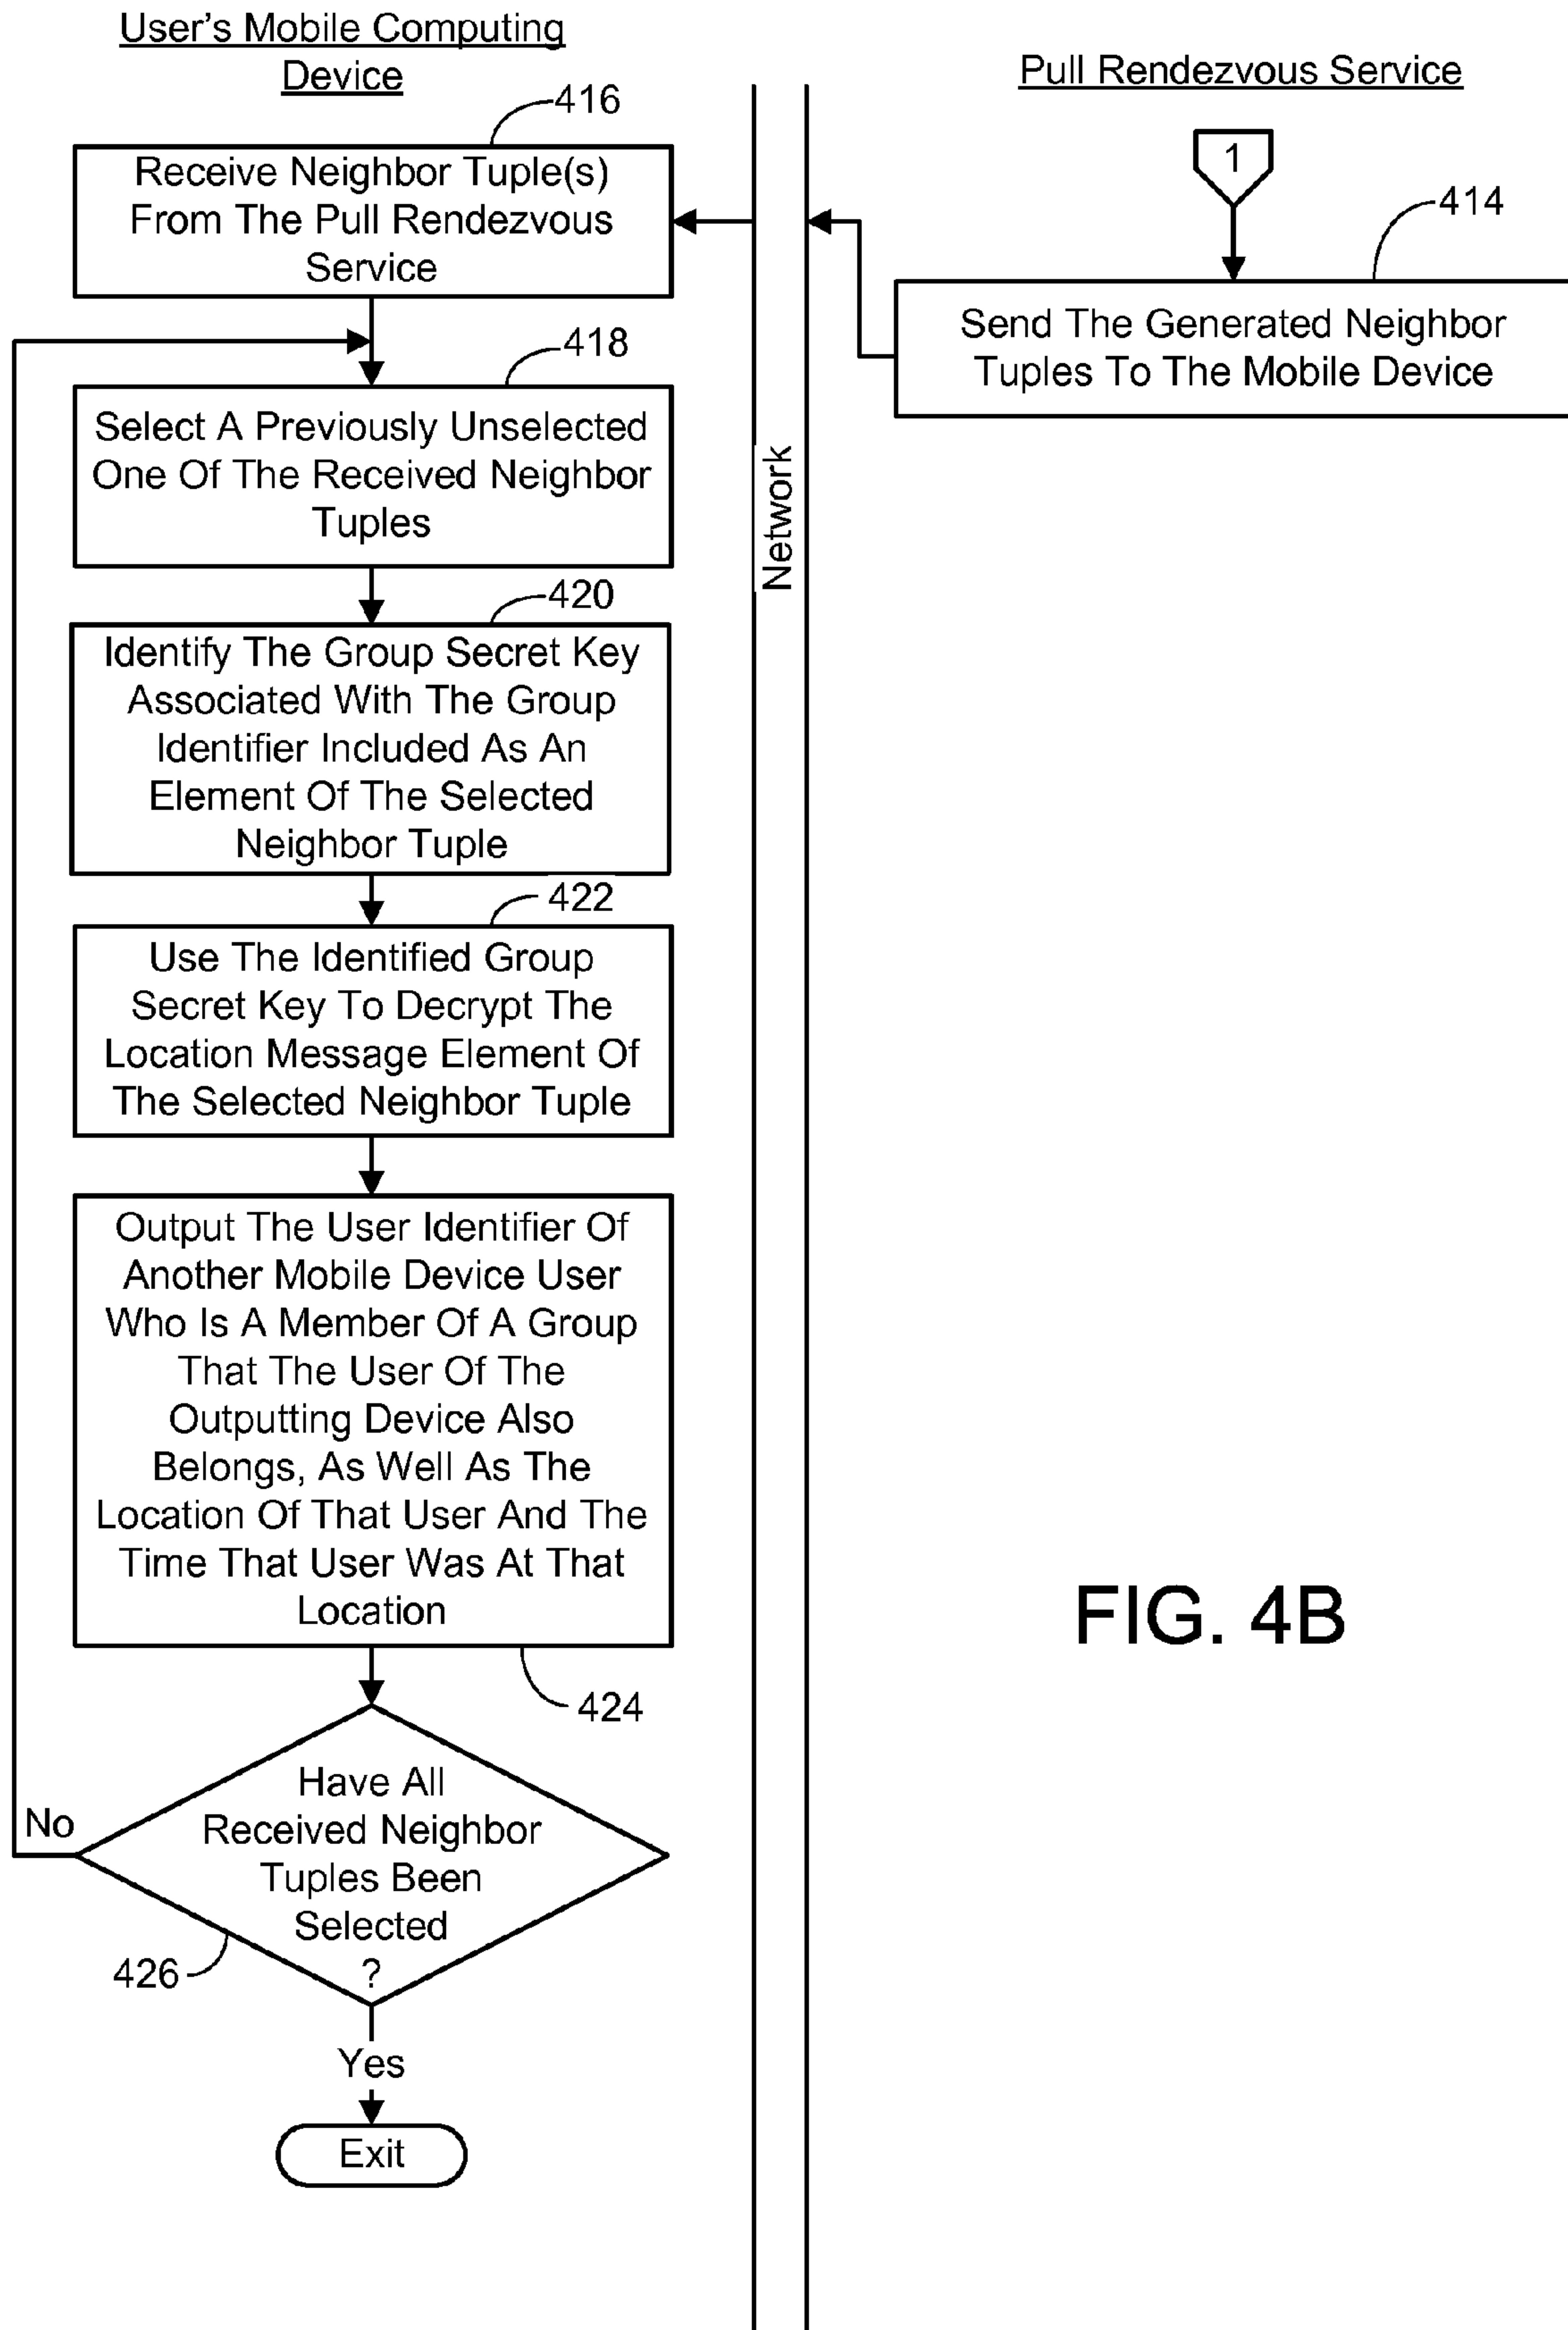 User's Mobile Computing
Device
416
Receive Neighbor Tuple(s)
From The Pull Rendezvous
Service
418
Select A Previously Unselected
One Of The Received Neighbor
Tuples
420
Identify The Group Secret Key
Associated With The Group
Identifier Included As An
Element Of The Selected
Neighbor Tuple
422
Use The Identified Group
Secret Key To Decrypt The
Location Message Element Of
The Selected Neighbor Tuple
Output The User Identifier Of
Another Mobile Device User
Who Is A Member Of A Group
That The User Of The
Outputting Device Also
Belongs, As Well As The
Location Of That User And The
Time That User Was At That
Location
424
Have All
Received Neighbor
Tuples Been
Selected
?
No
426
Yes
Exit
Network
Pull Rendezvous Service
1
414
Send The Generated Neighbor
Tuples To The Mobile Device
FIG. 4B